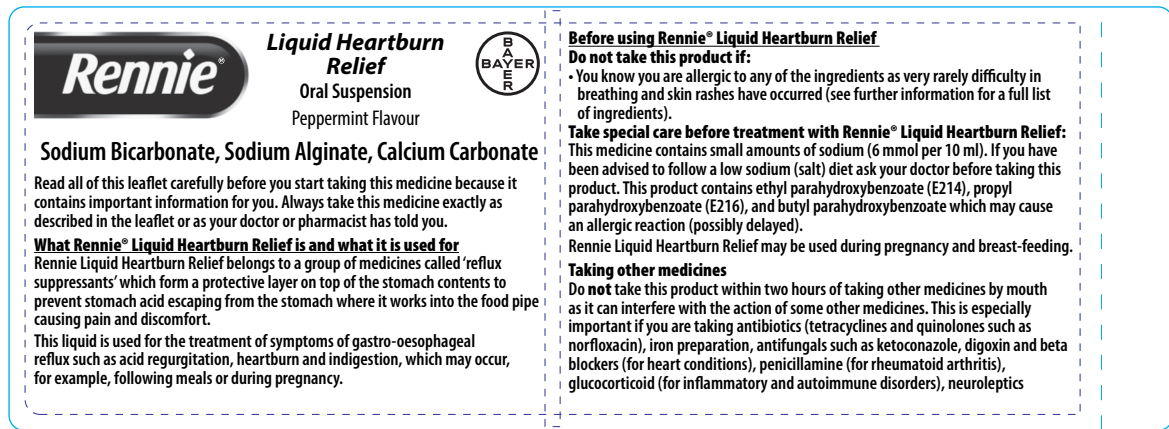 Rennie®
Liquid Heartburn
Relief
Oral Suspension
Peppermint Flavour
BAYER
BAYER
Sodium Bicarbonate, Sodium Alginate, Calcium Carbonate
Read all of this leaflet carefully before you start taking this medicine because it
contains important information for you. Always take this medicine exactly as
described in the leaflet or as your doctor or pharmacist has told you.
What Rennie® Liquid Heartburn Relief is and what it is used for
Rennie Liquid Heartburn Relief belongs to a group of medicines called ‘reflux
suppressants’ which form a protective layer on top of the stomach contents to
prevent stomach acid escaping from the stomach where it works into the food pipe
causing pain and discomfort.
This liquid is used for the treatment of symptoms of gastro-oesophageal
reflux such as acid regurgitation, heartburn and indigestion, which may occur,
for example, following meals or during pregnancy.
Before using Rennie® Liquid Heartburn Relief
Do not take this product if:
• You know you are allergic to any of the ingredients as very rarely difficulty in
breathing and skin rashes have occurred (see further information for a full list
of ingredients).
Take special care before treatment with Rennie® Liquid Heartburn Relief:
This medicine contains small amounts of sodium (6 mmol per 10 ml). If you have
been advised to follow a low sodium (salt) diet ask your doctor before taking this
product. This product contains ethyl parahydroxybenzoate (E214), propyl
parahydroxybenzoate (E216), and butyl parahydroxybenzoate which may cause
an allergic reaction (possibly delayed).
Rennie Liquid Heartburn Relief may be used during pregnancy and breast-feeding.
Taking other medicines
Do not take this product within two hours of taking other medicines by mouth
as it can interfere with the action of some other medicines. This is especially
important if you are taking antibiotics (tetracyclines and quinolones such as
norfloxacin), iron preparation, antifungals such as ketoconazole, digoxin and beta
blockers (for heart conditions), penicillamine (for rheumatoid arthritis),
glucocorticoid (for inflammatory and autoimmune disorders), neuroleptics